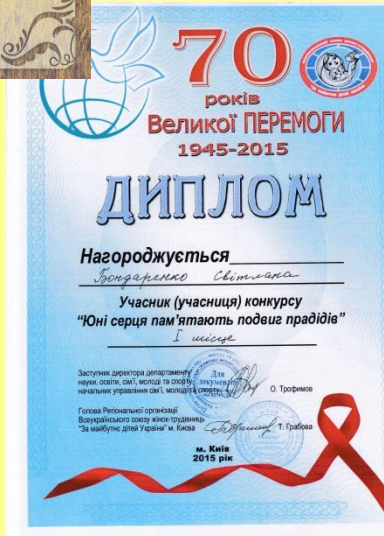 70
років
Великої ПЕРЕМОГИ
1945-2015
ДИПЛОМ
Нагороджується
Бондаренко Світлана
Учасник (учасниця) конкурсу
"Юні серця пам'ятають подвиг прадідів"
I місце
Заступник директора департаменту
науки, освіти, сім'ї, молоді та спорту-
начальник управління сім'ї, молоді та спорту
Для
документів
О. Трофимов
Голова Регіональної організації
Всеукраїнського союзу жінок-трудівниць
"За майбутнє дітей України" м. Києва
Т. Грабова
м. Київ
2015 рік